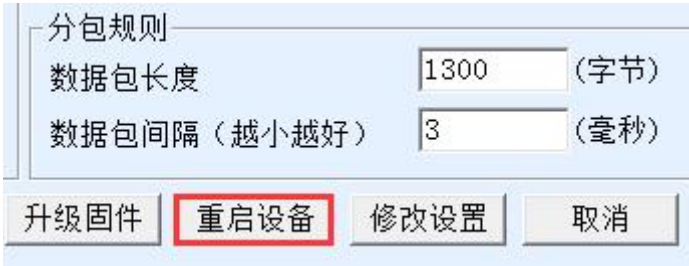 分包规则
数据包长度 1300 (字节)
数据包间隔（越小越好） 3 (毫秒)
升级固件 重启设备 修改设置 取消